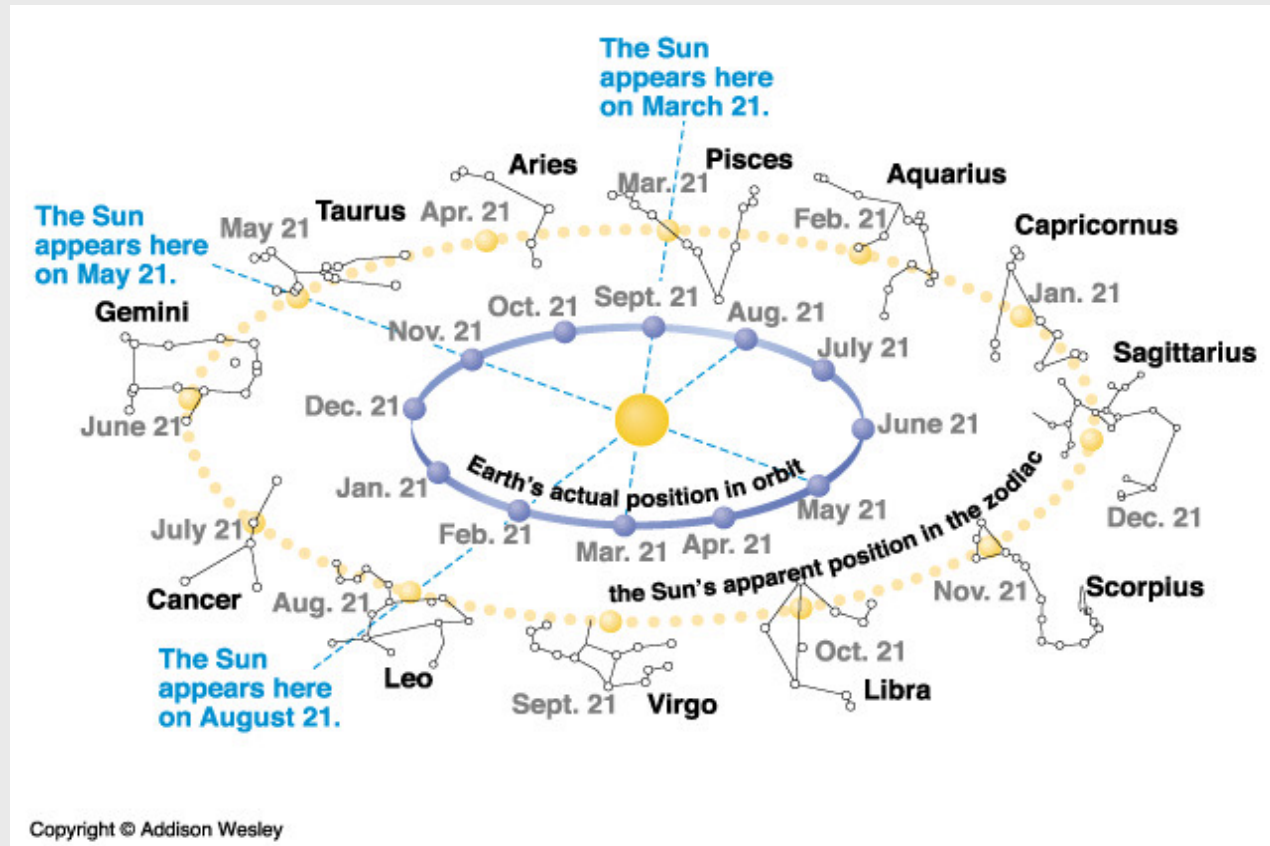 The Sun
appears here
on March 21.
Aries
Pisces
Mar. 21
Aquarius
Taurus
Apr. 21
Feb. 21
The Sun
appears here
on May 21.
May 21
Capricornus
Jan. 21
Gemini
Oct. 21
Sept. 21
Aug. 21
Nov. 21
July 21
Sagittarius
Dec. 21
June 21
June 21
Earth's actual position in orbit
Jan. 21
May 21
Dec. 21
July 21
Feb. 21
Mar. 21
Apr. 21
the Sun's apparent position in the zodiac
Cancer
Aug. 21
Nov. 21
Scorpius
The Sun
appears here
on August 21.
Leo
Sept. 21
Virgo
Oct. 21
Libra
Copyright © Addison Wesley